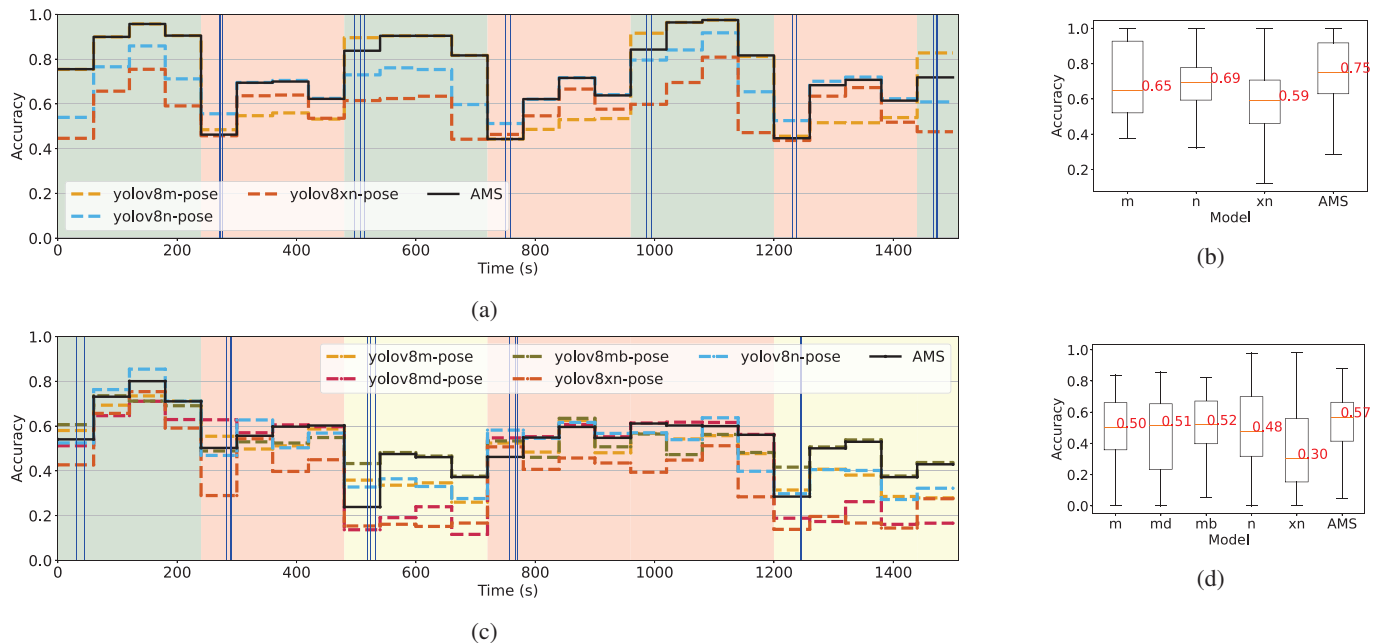 1.0
0.8
0.6
0.4
0.2
0.0
Accuracy
yolov8m-pose
yolov8n-pose
yolov8xn-pose
AMS
0 200 400 600 800 1000 1200 1400
Time (s)
(a)
1.0
0.8
0.6
0.4
0.2
Accuracy
0.65
0.69
0.59
0.75
m n xn AMS
Model
(b)
1.0
0.8
0.6
0.4
0.2
0.0
Accuracy
yolov8m-pose
yolov8md-pose
yolov8mb-pose
yolov8xn-pose
yolov8n-pose
AMS
0 200 400 600 800 1000 1200 1400
Time (s)
(c)
1.0
0.8
0.6
0.4
0.2
0.0
Accuracy
0.50
0.51
0.52
0.48
0.30
0.57
m md mb n xn AMS
Model
(d)